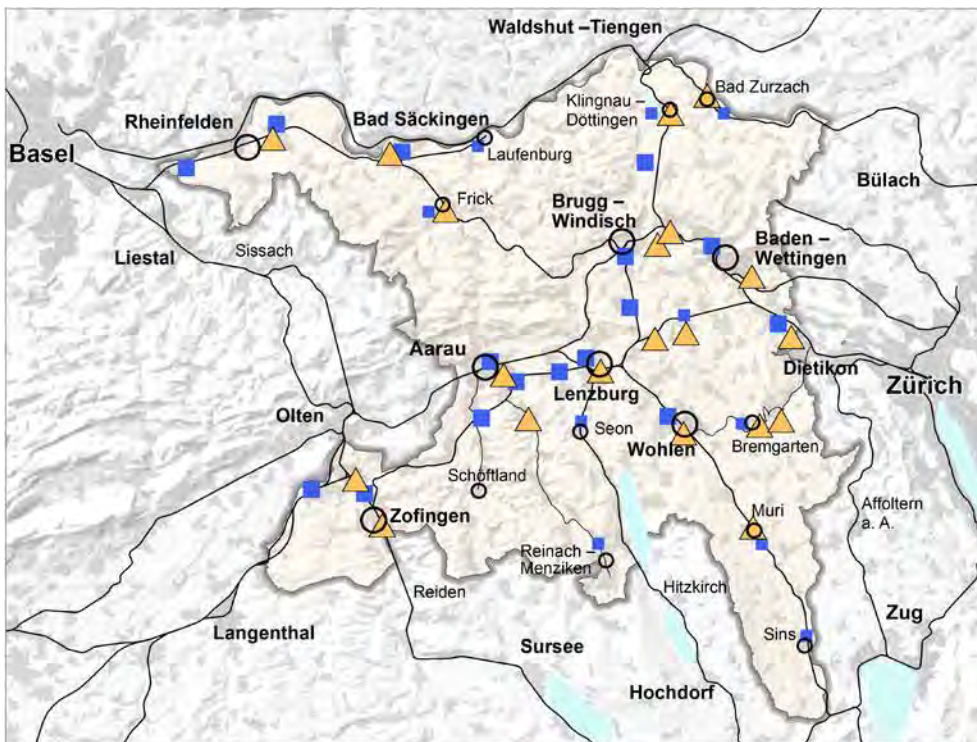 Waldshut –Tiengen
Bad Zurzach
Klingnau –
Döttingen
Rheinfelden
Bad Säckingen
Basel
Laufenburg
Bülach
Frick
Brugg –
Windisch
Baden –
Wettingen
Sissach
Liestal
Aarau
Dietikon
Zürich
Lenzburg
Olten
Seon
Wohlen
Bremgarten
Schöftland
Affoltern
a. A.
Muri
Zofingen
Reinach –
Menziken
Hitzkirch
Reiden
Zug
Langenthal
Sins
Sursee
Hochdorf